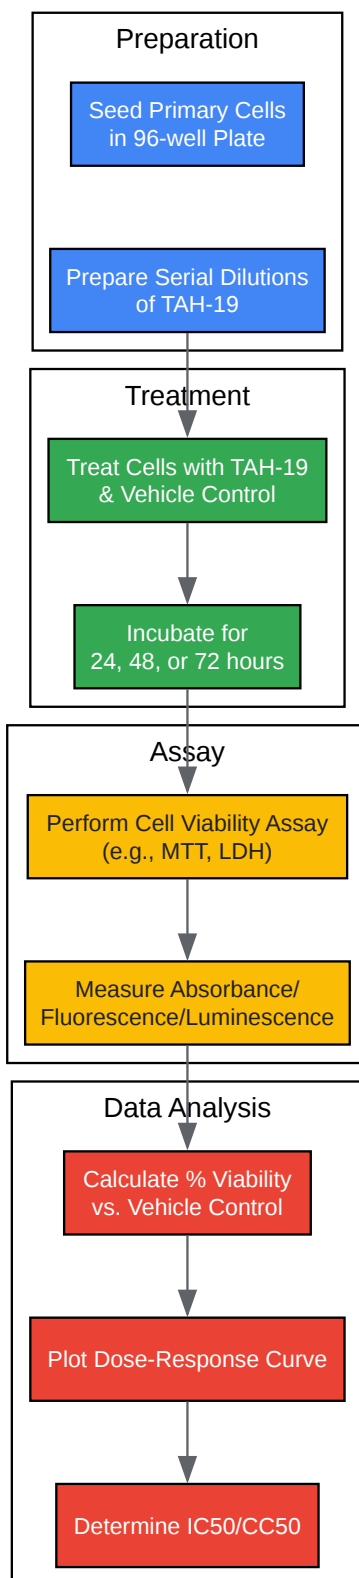 Preparation
Seed Primary Cells
in 96-well Plate
Prepare Serial Dilutions
of TAH-19
Treatment
Treat Cells with TAH-19
& Vehicle Control
Incubate for
24, 48, or 72 hours
Assay
Perform Cell Viability Assay
(e.g., MTT, LDH)
Measure Absorbance/
Fluorescence/Luminescence
Data Analysis
Calculate % Viability
vs. Vehicle Control
Plot Dose-Response Curve
Determine IC50/CC50